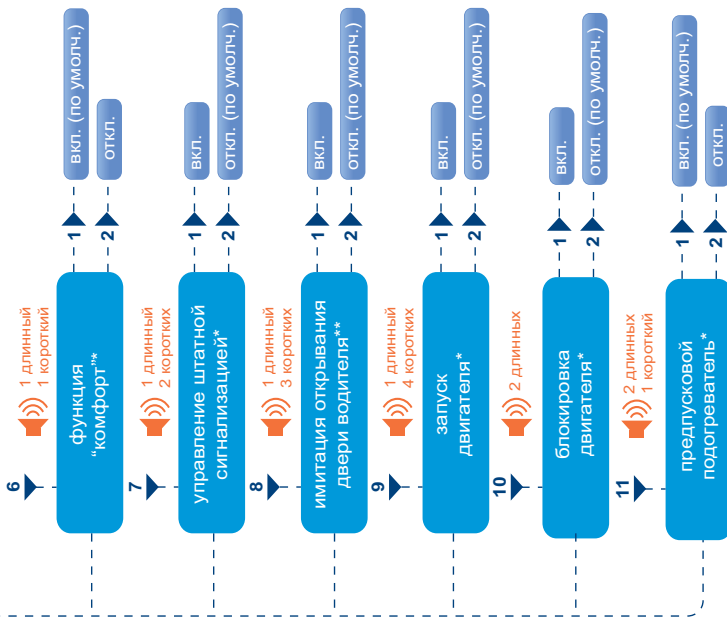 6
1 длинный
1 короткий
функция
“комфорт”*
1
вкл. (по умолч.)
2
откл.
7
1 длинный
2 коротких
управление штатной
сигнализацией*
1
вкл.
2
откл. (по умолч.)
8
1 длинный
3 коротких
имитация открывания
двери водителя**
1
вкл.
2
откл. (по умолч.)
9
1 длинный
4 коротких
запуск
двигателя*
1
вкл.
2
откл. (по умолч.)
10
2 длинных
блокировка
двигателя*
1
вкл.
2
откл. (по умолч.)
11
2 длинных
1 короткий
предпусковой
подогреватель*
1
вкл. (по умолч.)
2
откл.